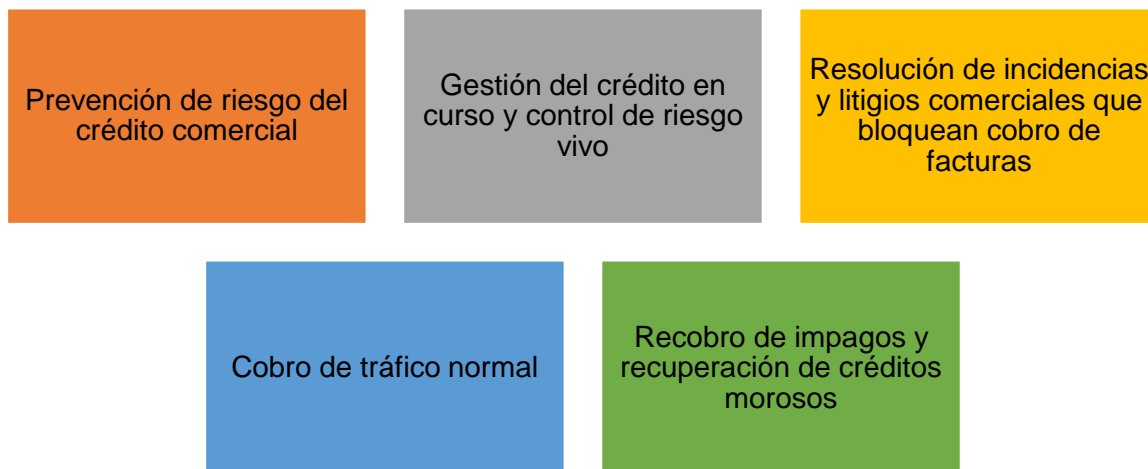 Prevención de riesgo del
crédito comercial
Gestión del crédito en
curso y control de riesgo
vivo
Resolución de incidencias
y litigios comerciales que
bloquean cobro de
facturas
Cobro de tráfico normal
Recobro de impagos y
recuperación de créditos
morosos